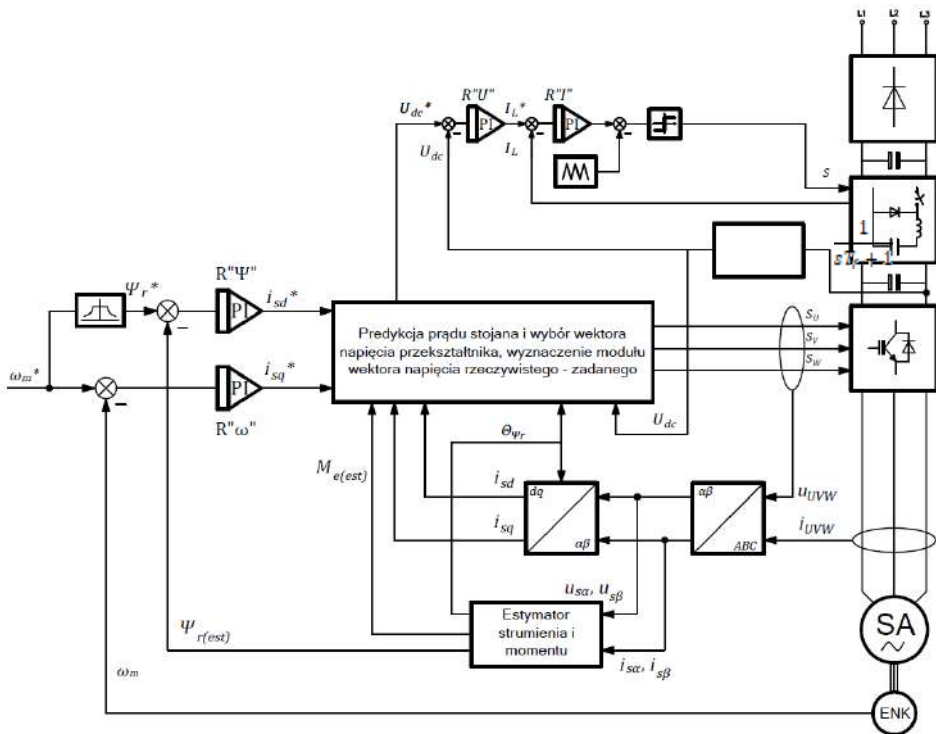 L1 L2 L3
R"U" R"I"
U_dc* I_L* PI PI
U_dc I_L
S
1
sT_f + 1
R"Ψ"
Ψ_r* PI i_sd*
Predykcja prądu stojana i wybór wektora
napięcia przekształtnika, wyznaczenie modułu
wektora napięcia rzeczywistego - zadanego
S_U
S_V
S_W
ω_m* PI i_sq*
R"ω"
Θ_Ψr U_dc
M_e(est)
i_sd dq αβ u_UVW
i_sq αβ ABC i_UVW
u_sα, u_sβ
Estymator
strumienia i
momentu
Ψ_r(est)
i_sα, i_sβ
SA
ω_m
ENK